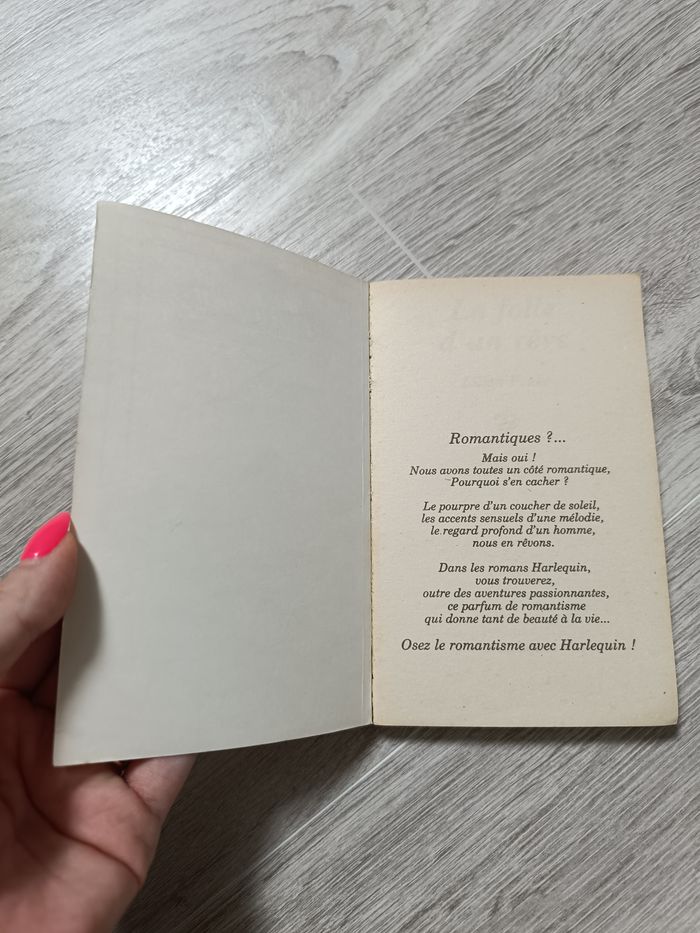 Romantiques ?...
Mais oui !
Nous avons toutes un côté romantique,
Pourquoi s'en cacher ?
Le pourpre d'un coucher de soleil,
les accents sensuels d'une mélodie,
le regard profond d'un homme,
nous en rêvons.
Dans les romans Harlequin,
vous trouverez,
outre des aventures passionnantes,
ce parfum de romantisme
qui donne tant de beauté à la vie...
Osez le romantisme avec Harlequin !